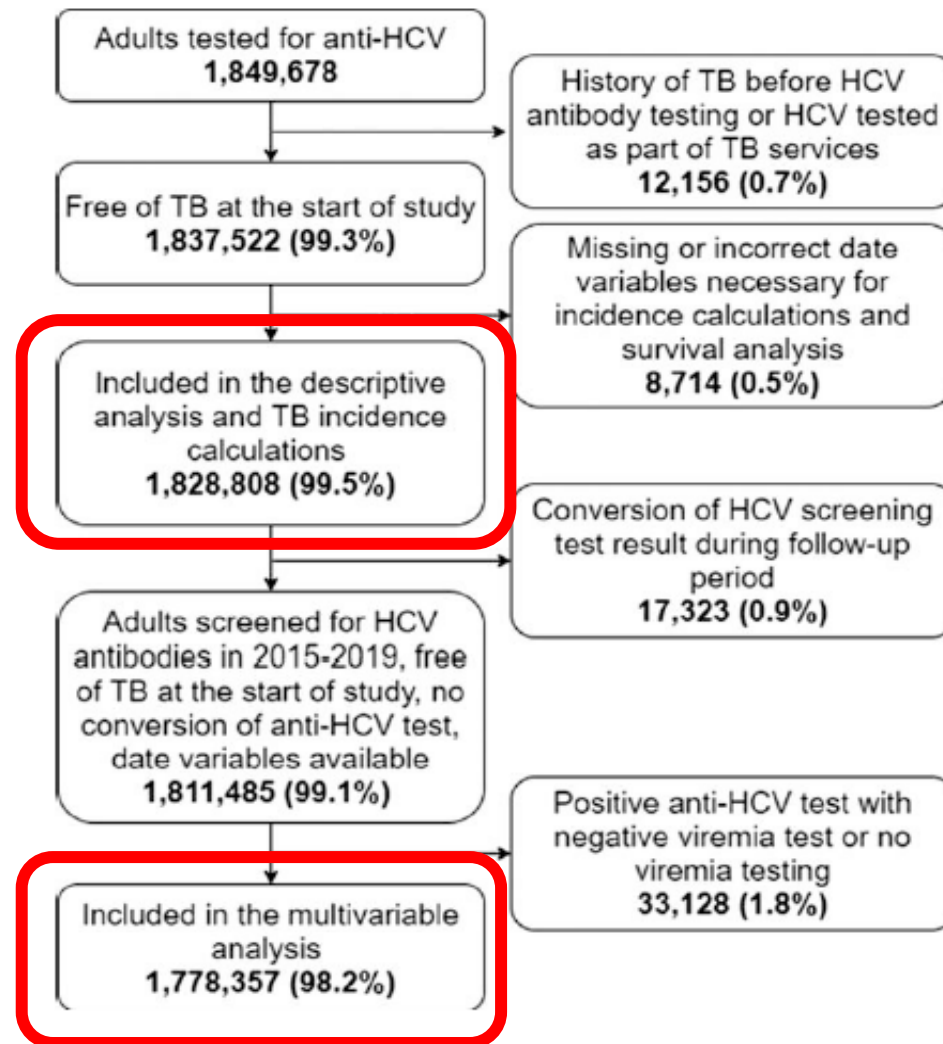 Adults tested for anti-HCV
1,849,678
History of TB before HCV
antibody testing or HCV tested
as part of TB services
12,156 (0.7%)
Free of TB at the start of study
1,837,522 (99.3%)
Missing or incorrect date
variables necessary for
incidence calculations and
survival analysis
8,714 (0.5%)
Included in the descriptive
analysis and TB incidence
calculations
1,828,808 (99.5%)
Conversion of HCV screening
test result during follow-up
period
17,323 (0.9%)
Adults screened for HCV
antibodies in 2015-2019, free
of TB at the start of study, no
conversion of anti-HCV test,
date variables available
1,811,485 (99.1%)
Positive anti-HCV test with
negative viremia test or no
viremia testing
33,128 (1.8%)
Included in the multivariable
analysis
1,778,357 (98.2%)